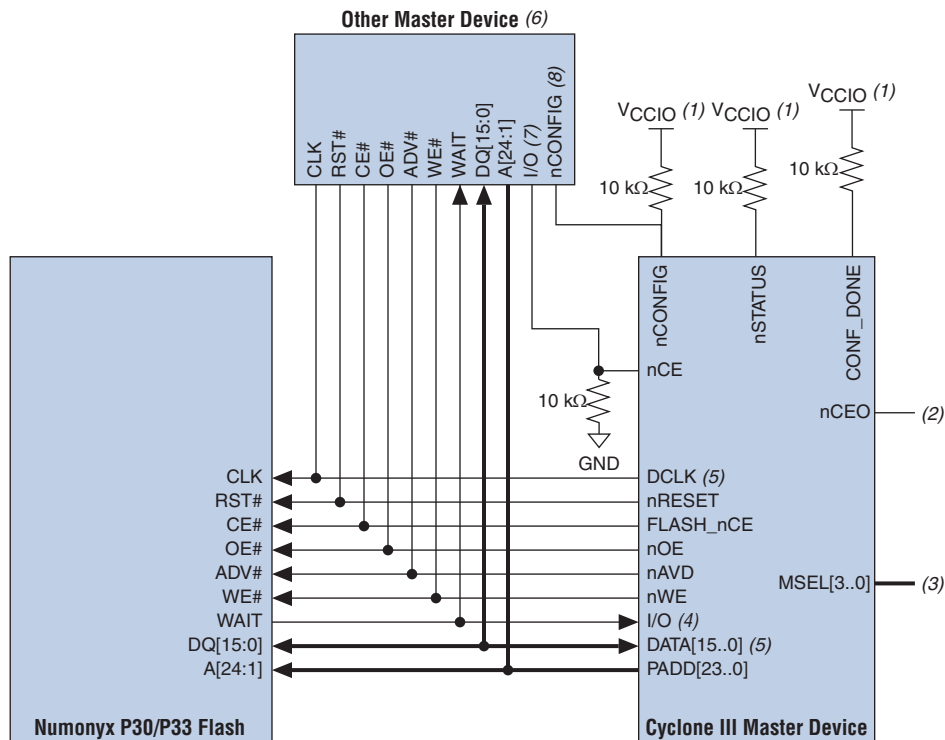 Other Master Device (6)
CLK
RST#
CE#
OE#
ADV#
WE#
WAIT
DQ[15:0]
A[24:1]
I/O (7)
nCONFIG (8)
VCCIO (1)
VCCIO (1)
VCCIO (1)
10 kΩ
10 kΩ
10 kΩ
nCONFIG
nSTATUS
CONF_DONE
nCE
10 kΩ
GND
nCEO
(2)
CLK
DCLK (5)
RST#
nRESET
CE#
FLASH_nCE
OE#
nOE
ADV#
nAVD
MSEL[3..0]
(3)
WE#
nWE
WAIT
I/O (4)
DQ[15:0]
DATA[15..0] (5)
A[24:1]
PADD[23..0]
Numonyx P30/P33 Flash
Cyclone III Master Device